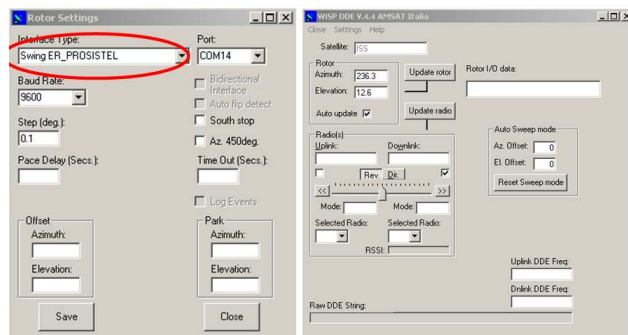 Rotor Settings
Interface Type:
Swing ER_PROSISTEL
Port:
COM14
Baud Rate:
9600
Bidirectional
Interface
Auto flip detect
Step (deg.):
0.1
South stop
Az. 450deg.
Pace Delay (Secs.):
Time Out (Secs.):
Log Events
Offset
Azimuth:
Elevation:
Park
Azimuth:
Elevation:
Save
Close
WISP DDE V.4.4 AMSAT Italia
Close Settings Help
Satellite: ISS
Rotor
Azimuth: 236.3
Elevation: 12.6
Auto update
Update rotor
Update radio
Rotor I/O data:
Radio(s)
Uplink:
Downlink:
Rev. Dir.
<< >>
Mode: Mode:
Selected Radio: Selected Radio:
RSSI:
Auto Sweep mode
Az. Offset: 0
El. Offset: 0
Reset Sweep mode
Uplink DDE Freq:
Dnlink DDE Freq:
Raw DDE String: